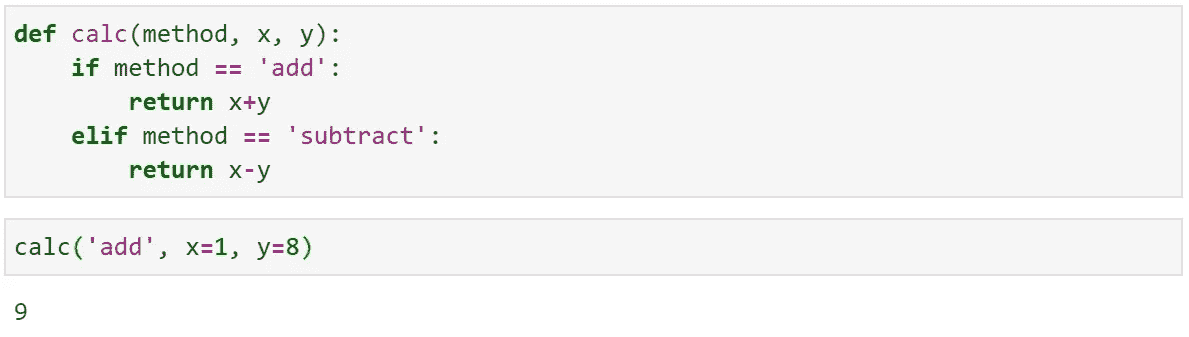 def calc(method, x, y):
    if method == 'add':
        return x+y
    elif method == 'subtract':
        return x-y
calc('add', x=1, y=8)
9